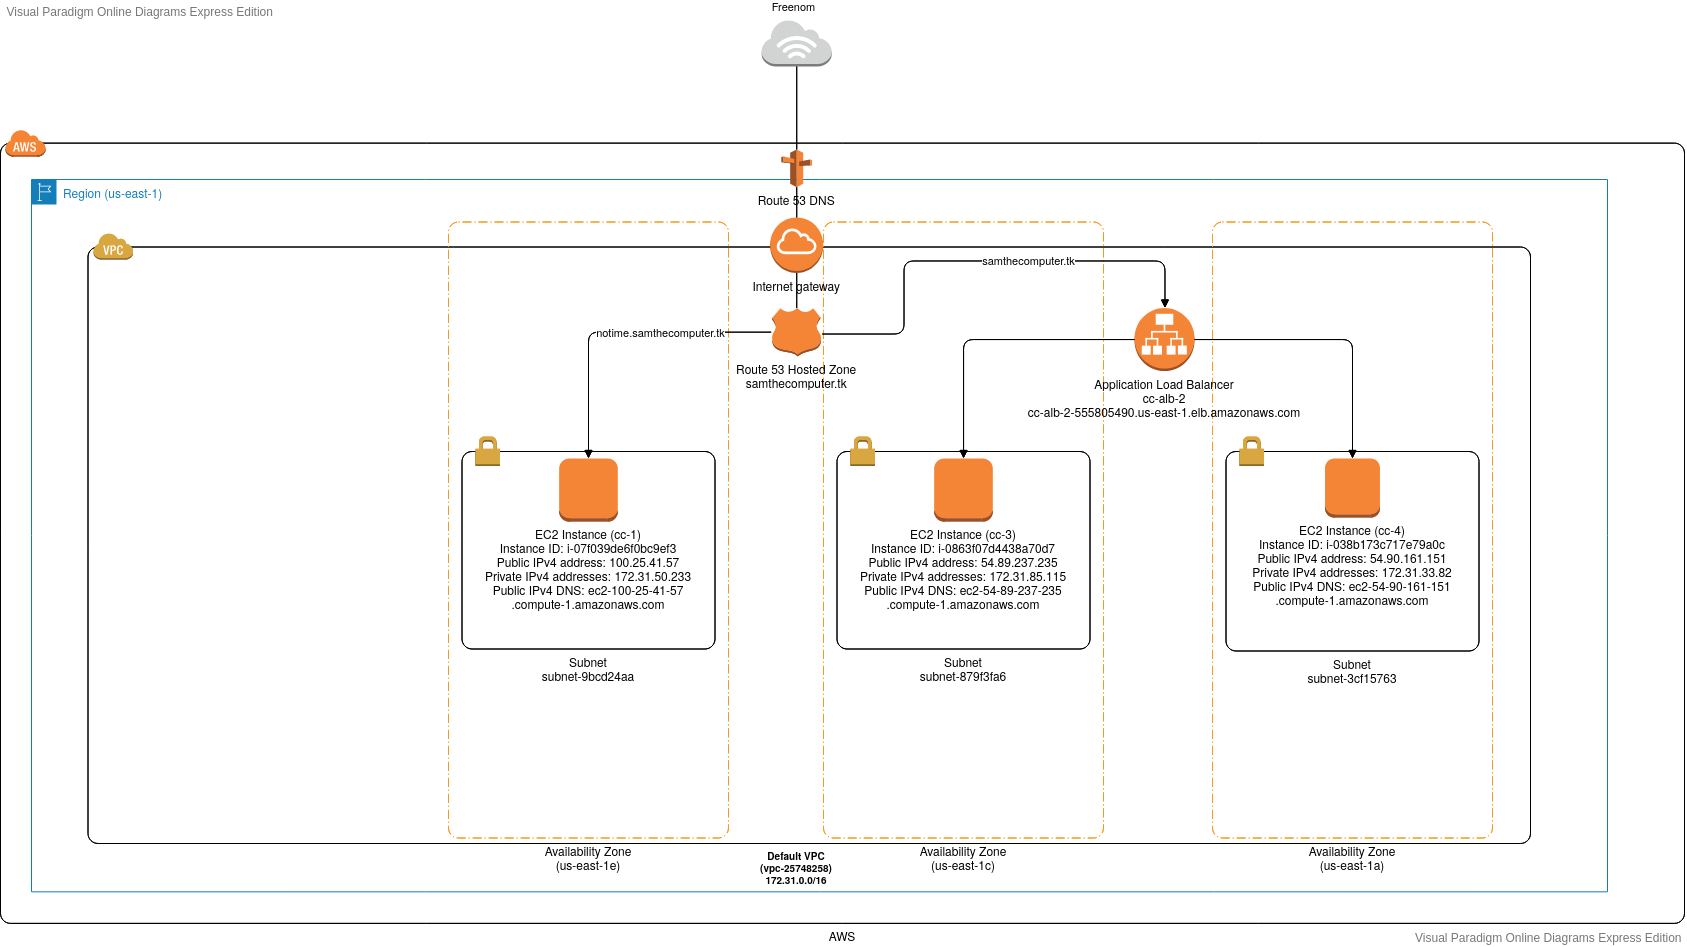 Visual Paradigm Online Diagrams Express Edition
Freenom
AWS
Region (us-east-1)
Route 53 DNS
VPC
Internet gateway
samthecomputer.tk
notime.samthecomputer.tk
Route 53 Hosted Zone
samthecomputer.tk
Application Load Balancer
cc-alb-2
cc-alb-2-555805490.us-east-1.elb.amazonaws.com
EC2 Instance (cc-1)
Instance ID: i-07f039de6f0bc9ef3
Public IPv4 address: 100.25.41.57
Private IPv4 addresses: 172.31.50.233
Public IPv4 DNS: ec2-100-25-41-57
.compute-1.amazonaws.com
Subnet
subnet-9bcd24aa
EC2 Instance (cc-3)
Instance ID: i-0863f07d4438a70d7
Public IPv4 address: 54.89.237.235
Private IPv4 addresses: 172.31.85.115
Public IPv4 DNS: ec2-54-89-237-235
.compute-1.amazonaws.com
Subnet
subnet-879f3fa6
EC2 Instance (cc-4)
Instance ID: i-038b173c717e79a0c
Public IPv4 address: 54.90.161.151
Private IPv4 addresses: 172.31.33.82
Public IPv4 DNS: ec2-54-90-161-151
.compute-1.amazonaws.com
Subnet
subnet-3cf15763
Availability Zone
(us-east-1e)
Default VPC
(vpc-25748258)
172.31.0.0/16
Availability Zone
(us-east-1c)
Availability Zone
(us-east-1a)
AWS
Visual Paradigm Online Diagrams Express Edition